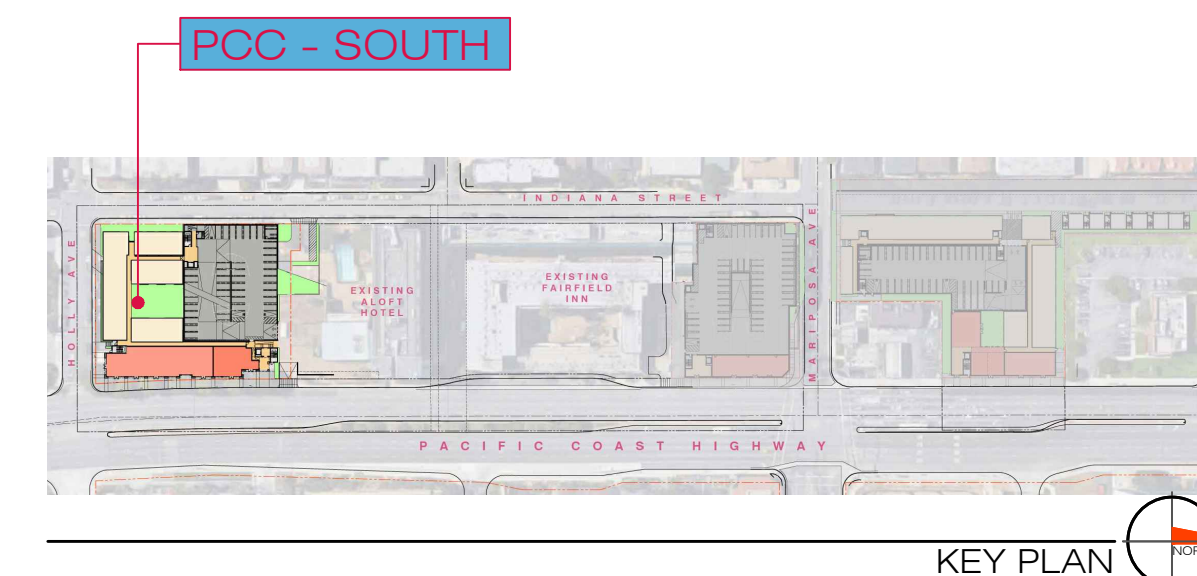 PCC - SOUTH
INDIANA STREET
HOLLY AVE
EXISTING
ALOFT
HOTEL
EXISTING
FAIRFIELD
INN
MARIPOSA AVE
PACIFIC COAST HIGHWAY
KEY PLAN